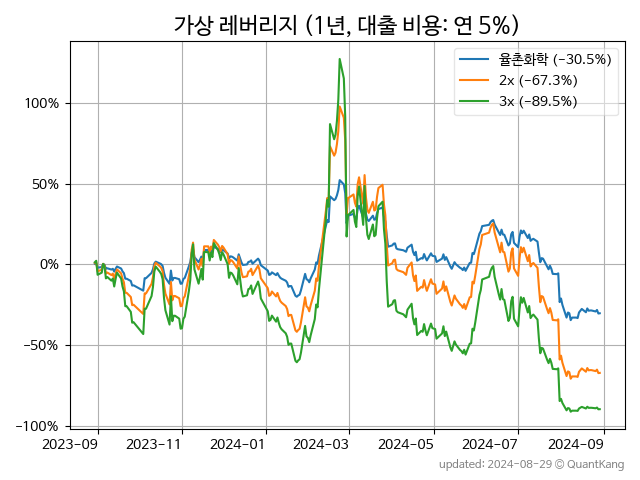 가상 레버리지 (1년, 대출 비용: 연 5%)
율촌화학 (−30.5%)
2x (−67.3%)
3x (−89.5%)
100%
50%
0%
−50%
−100%
2023-09 2023-11 2024-01 2024-03 2024-05 2024-07 2024-09
updated: 2024-08-29 © QuantKang